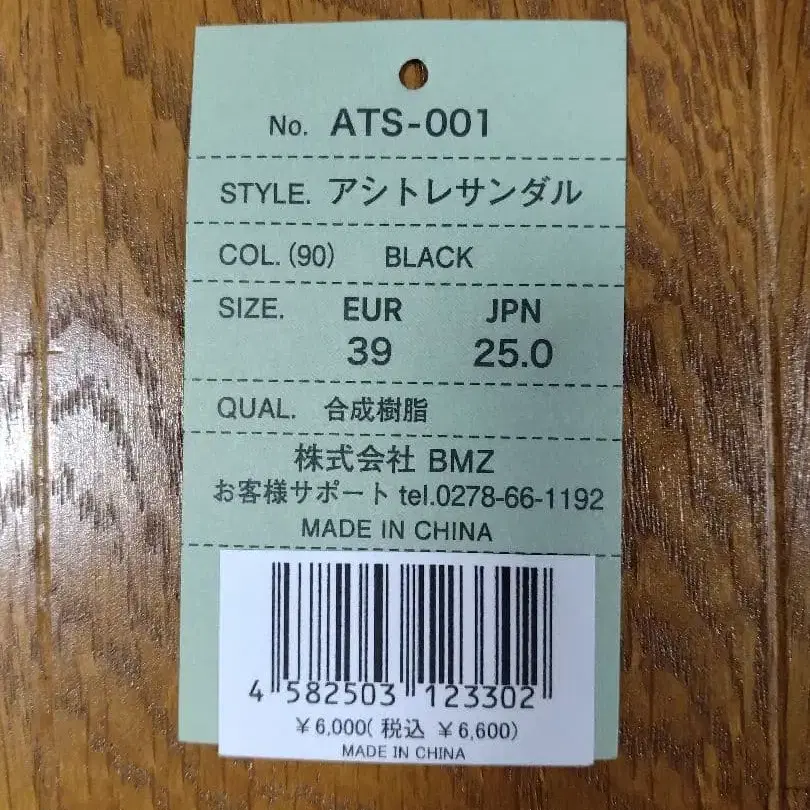 No. ATS-001
STYLE. アシトレサンダル
COL. (90) BLACK
SIZE. EUR JPN
39 25.0
QUAL. 合成樹脂
株式会社 BMZ
お客様サポート tel.0278-66-1192
MADE IN CHINA
4 582503 123302
￥6,000( 税込 ￥6,600)
MADE IN CHINA